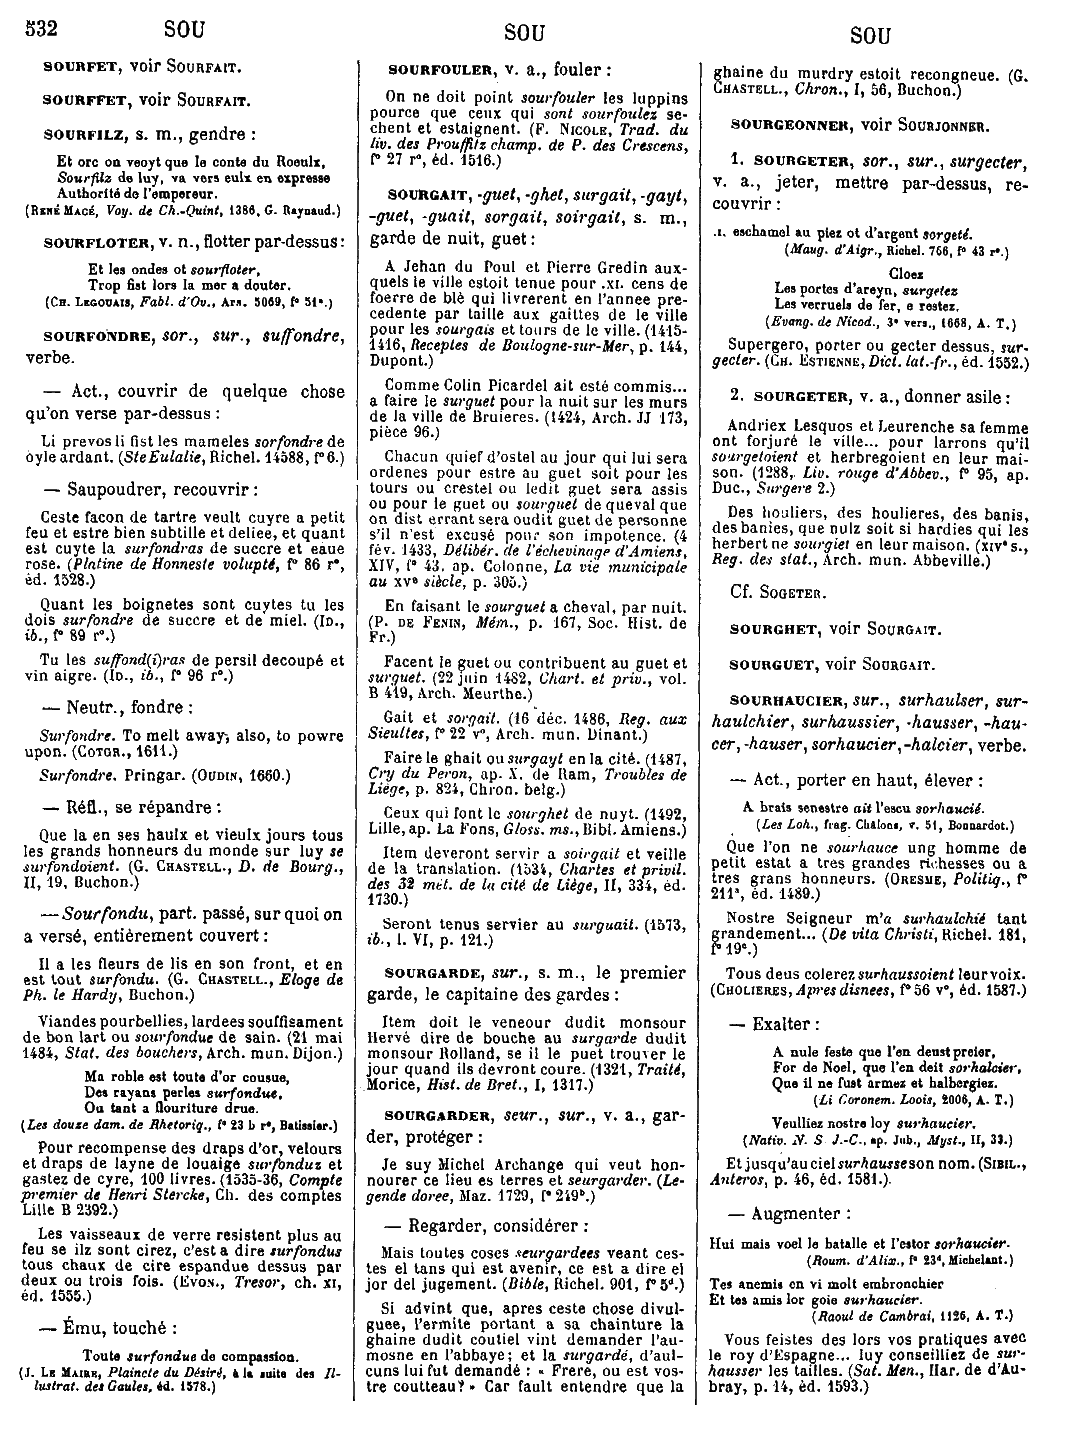 532 SOU SOU SOU
SOURFET, voir SOURFAIT.
SOURFFET, voir SOURFAIT.
SOURFILZ, s. m., gendre :
Et ore on veoyt que le conte du Roeulx,
Sourfilz de luy, va vers eulx en expresse
Authorité de l'empereur.
(RENÉ MACÉ, Voy. de Ch.-Quint, 1386, G. Raynaud.)
SOURFLOTER, v. n., flotter par-dessus :
Et les ondes ot sourfloter,
Trop fist lors la mer a douter.
(CH. LEGOUAIS, Fabl. d'Ov., Ars. 5069, f° 51c.)
SOURFONDRE, sor., sur., suffondre,
verbe.
— Act., couvrir de quelque chose
qu'on verse par-dessus :
Li prevos li fist les mameles sorfondre de
oyle ardant. (Ste Eulalie, Richel. 14588, f° 6.)
— Saupoudrer, recouvrir :
Ceste facon de tartre veult cuyre a petit
feu et estre bien subtille et deliee, et quant
est cuyte la surfondras de succre et eaue
rose. (Platine de Honneste volupté, f° 86 r°,
éd. 1528.)
Quant les boignetes sont cuytes tu les
dois surfondre de succre et de miel. (ID.,
ib., f° 89 r°.)
Tu les suffond(i)ras de persil decoupé et
vin aigre. (ID., ib., f° 96 r°.)
— Neutr., fondre :
Surfondre. To melt away; also, to powre
upon. (COTGR., 1611.)
Surfondre. Pringar. (OUDIN, 1660.)
— Réfl., se répandre :
Que la en ses haulx et vieulx jours tous
les grands honneurs du monde sur luy se
surfondoient. (G. CHASTELL., D. de Bourg.,
II, 19, Buchon.)
— Sourfondu, part. passé, sur quoi on
a versé, entièrement couvert :
Il a les fleurs de lis en son front, et en
est tout surfondu. (G. CHASTELL., Eloge de
Ph. le Hardy, Buchon.)
Viandes pourbellies, lardees souffisament
de bon lart ou sourfondue de sain. (21 mai
1484, Stat. des bouchers, Arch. mun. Dijon.)
Ma roble est toute d'or cousue,
Des rayans perles surfondue,
Ou tant a flouriture drue.
(Les douze dam. de Rhetoriq., f° 23 b r°, Batissier.)
Pour recompense des draps d'or, velours
et draps de layne de louaige surfonduz et
gastez de cyre, 100 livres. (1535-36, Compte
premier de Henri Stercke, Ch. des comptes
Lille B 2392.)
Les vaisseaux de verre resistent plus au
feu se ilz sont cirez, c'est a dire surfondus
tous chaux de cire espandue dessus par
deux ou trois fois. (EVON., Tresor, ch. XI,
éd. 1555.)
— Ému, touché :
Toute surfondue de compassion.
(J. LE MAIRE, Plaincte du Désiré, à la suite des Il-
lustrat. des Gaules, éd. 1578.)
SOURFOULER, v. a., fouler :
On ne doit point sourfouler les luppins
pource que ceux qui sont sourfoulez se-
chent et estaignent. (F. NICOLE, Trad. du
liv. des Prouffilz champ. de P. des Crescens,
f° 27 r°, éd. 1516.)
SOURGAIT, -guet, -ghet, surgait, -gayt,
-guet, -guait, sorgait, soirgait, s. m.,
garde de nuit, guet :
A Jehan du Poul et Pierre Gredin aux-
quels le ville estoit tenue pour .XI. cens de
foerre de blé qui livrerent en l'annee pre-
cedente par taille aux gaittes de le ville
pour les sourgais et tours de le ville. (1415-
1416, Receptes de Boulogne-sur-Mer, p. 144,
Dupont.)
Comme Colin Picardel ait esté commis...
a faire le surguet pour la nuit sur les murs
de la ville de Bruieres. (1424, Arch. JJ 173,
pièce 96.)
Chacun quief d'ostel au jour qui lui sera
ordenes pour estre au guet soit pour les
tours ou crestel ou ledit guet sera assis
ou pour le guet ou sourguet de queval que
on dist errant sera oudit guet de personne
s'il n'est excusé pour son impotence. (4
fév. 1433, Délibér. de l'échevinage d'Amiens,
XIV, f° 43, ap. Colonne, La vie municipale
au XVe siècle, p. 305.)
En faisant le sourguet a cheval, par nuit.
(P. DE FENIN, Mém., p. 167, Soc. Hist. de
Fr.)
Facent le guet ou contribuent au guet et
surguet. (22 juin 1482, Chart. et priv., vol.
B 419, Arch. Meurthe.)
Gait et sorgait. (16 déc. 1486, Reg. aux
Sieultes, f° 22 v°, Arch. mun. Dinant.)
Faire le ghait ou surgayt en la cité. (1487,
Cry du Peron, ap. X. de Ram, Troubles de
Liége, p. 824, Chron. belg.)
Ceux qui font le sourghet de nuyt. (1492,
Lille, ap. La Fons, Gloss. ms., Bibl. Amiens.)
Item deveront servir a soirgait et veille
de la translation. (1534, Chartes et privil.
des 32 mét. de la cité de Liège, II, 334, éd.
1730.)
Seront tenus servier au surguait. (1573,
ib., l. VI, p. 121.)
SOURGARDE, sur., s. m., le premier
garde, le capitaine des gardes :
Item doit le veneour dudit monsour
Hervé dire de bouche au surgarde dudit
monsour Rolland, se il le puet trouver le
jour quand ils devront coure. (1321, Traité,
Morice, Hist. de Bret., I, 1317.)
SOURGARDER, seur., sur., v. a., gar-
der, protéger :
Je suy Michel Archange qui veut hon-
nourer ce lieu es terres et seurgarder. (Le-
gende doree, Maz. 1729, f° 249b.)
— Regarder, considérer :
Mais toutes coses seurgardees veant ces-
tes el tans qui est avenir, ce est a dire el
jor del jugement. (Bible, Richel. 901, f° 5d.)
Si advint que, apres ceste chose divul-
guee, l'ermite portant a sa chainture la
ghaine dudit coutiel vint demander l'au-
mosne en l'abbaye; et la surgardé, d'aul-
cuns lui fut demandé : « Frere, ou est vos-
tre coutteau? » Car fault entendre que la
ghaine du murdry estoit recongneue. (G.
CHASTELL., Chron., I, 56, Buchon.)
SOURGEONNER, voir SOURJONNER.
1. SOURGETER, sor., sur., surgecter,
v. a., jeter, mettre par-dessus, re-
couvrir :
.I. eschamel au piez ot d'argent sorgeté.
(Maug. d'Aigr., Richel. 766, f° 43 r°.)
Cloez
Les portes d'areyn, surgetez
Les verruels de fer, e restez.
(Evang. de Nicod., 3e vers., 1668, A. T.)
Supergero, porter ou gecter dessus, sur-
gecter. (CH. ESTIENNE, Dict. lat.-fr., éd. 1552.)
2. SOURGETER, v. a., donner asile :
Andriex Lesquos et Leurenche sa femme
ont forjuré le ville... pour larrons qu'il
sourgetoient et herbregoient en leur mai-
son. (1288, Liv. rouge d'Abbev., f° 95, ap.
Duc., Surgere 2.)
Des houliers, des houlieres, des banis,
des banies, que nulz soit si hardies qui les
herbert ne sourgiet en leur maison. (XIVe s.,
Reg. des stat., Arch. mun. Abbeville.)
Cf. SOGETER.
SOURGHET, voir SOURGAIT.
SOURGUET, voir SOURGAIT.
SOURHAUCIER, sur., surhaulser, sur-
haulchier, surhaussier, -hausser, -hau-
cer, -hauser, sorhaucier, -halcier, verbe.
— Act., porter en haut, élever :
A brais senestre ait l'escu sorhaucié.
(Les Loh., frag. Châlons, v. 51, Bonnardot.)
Que l'on ne sourhauce ung homme de
petit estat a tres grandes richesses ou a
tres grans honneurs. (ORESME, Politiq., f°
211a, éd. 1489.)
Nostre Seigneur m'a surhaulchié tant
grandement... (De vita Christi, Richel. 181,
f° 19c.)
Tous deus colerez surhaussoient leur voix.
(CHOLIERES, Apres disnees, f° 56 v°, éd. 1587.)
— Exalter :
A nule feste que l'en deust preier,
For de Noel, que l'en deit sorhalcier,
Que il ne fust armez et halbergiez.
(Li Coronem. Loois, 2006, A. T.)
Veulliez nostre loy surhaucier.
(Nativ. N. S J.-C., ap. Jub., Myst., II, 33.)
Et jusqu'au ciel surhausse son nom. (SIBIL.,
Anteros, p. 46, éd. 1581.)
— Augmenter :
Hui mais voel le batalle et l'estor sorhaucier.
(Roum. d'Alix., f° 23d, Michelant.)
Tes anemis en vi molt embronchier
Et tes amis lor goie surhaucier.
(Raoul de Cambrai, 1126, A. T.)
Vous feistes des lors vos pratiques avec
le roy d'Espagne... luy conseilliez de sur-
hausser les tailles. (Sat. Men., Har. de d'Au-
bray, p. 14, éd. 1593.)